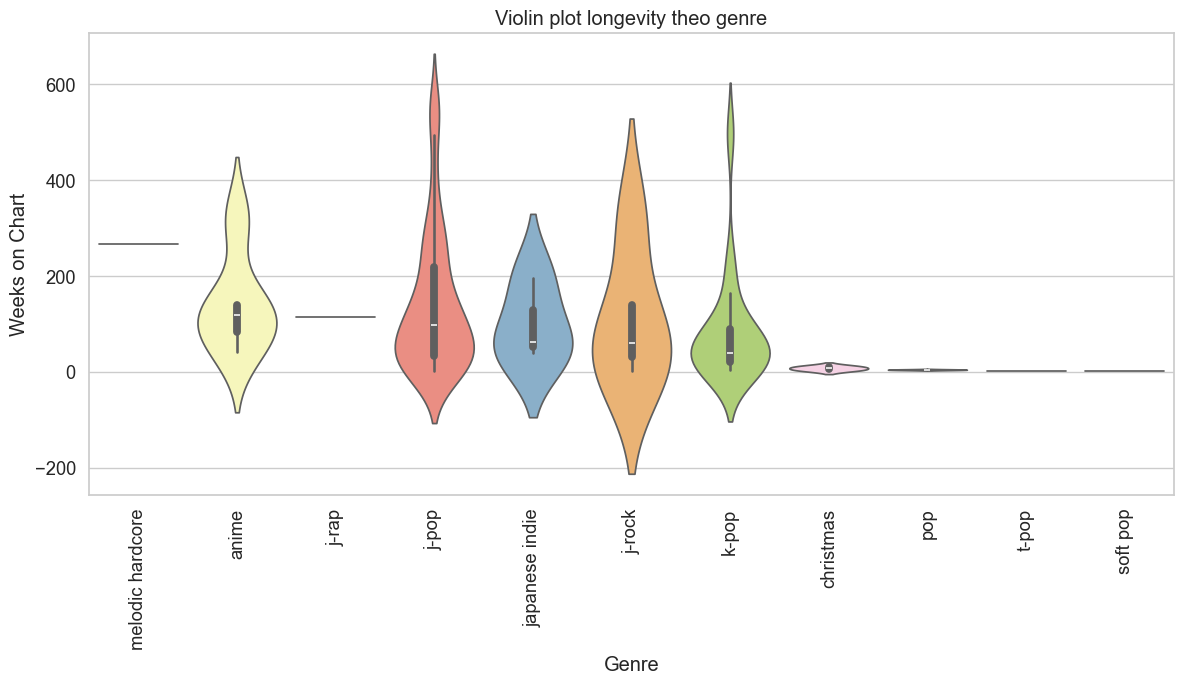 Violin plot longevity theo genre
Weeks on Chart
600
400
200
0
−200
melodic hardcore
anime
j-rap
j-pop
japanese indie
j-rock
k-pop
christmas
pop
t-pop
soft pop
Genre